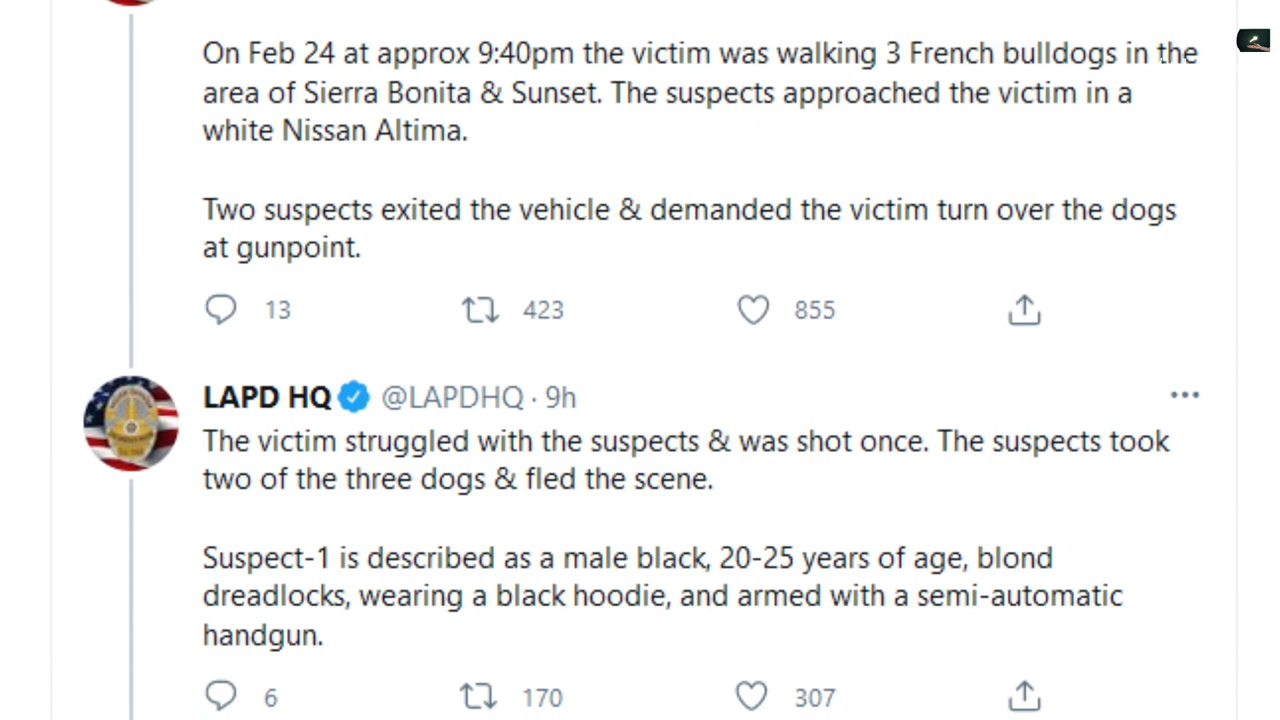 On Feb 24 at approx 9:40pm the victim was walking 3 French bulldogs in the
area of Sierra Bonita & Sunset. The suspects approached the victim in a
white Nissan Altima.
Two suspects exited the vehicle & demanded the victim turn over the dogs
at gunpoint.
13 423 855
LAPD HQ @LAPDHQ · 9h
The victim struggled with the suspects & was shot once. The suspects took
two of the three dogs & fled the scene.
Suspect-1 is described as a male black, 20-25 years of age, blond
dreadlocks, wearing a black hoodie, and armed with a semi-automatic
handgun.
6 170 307